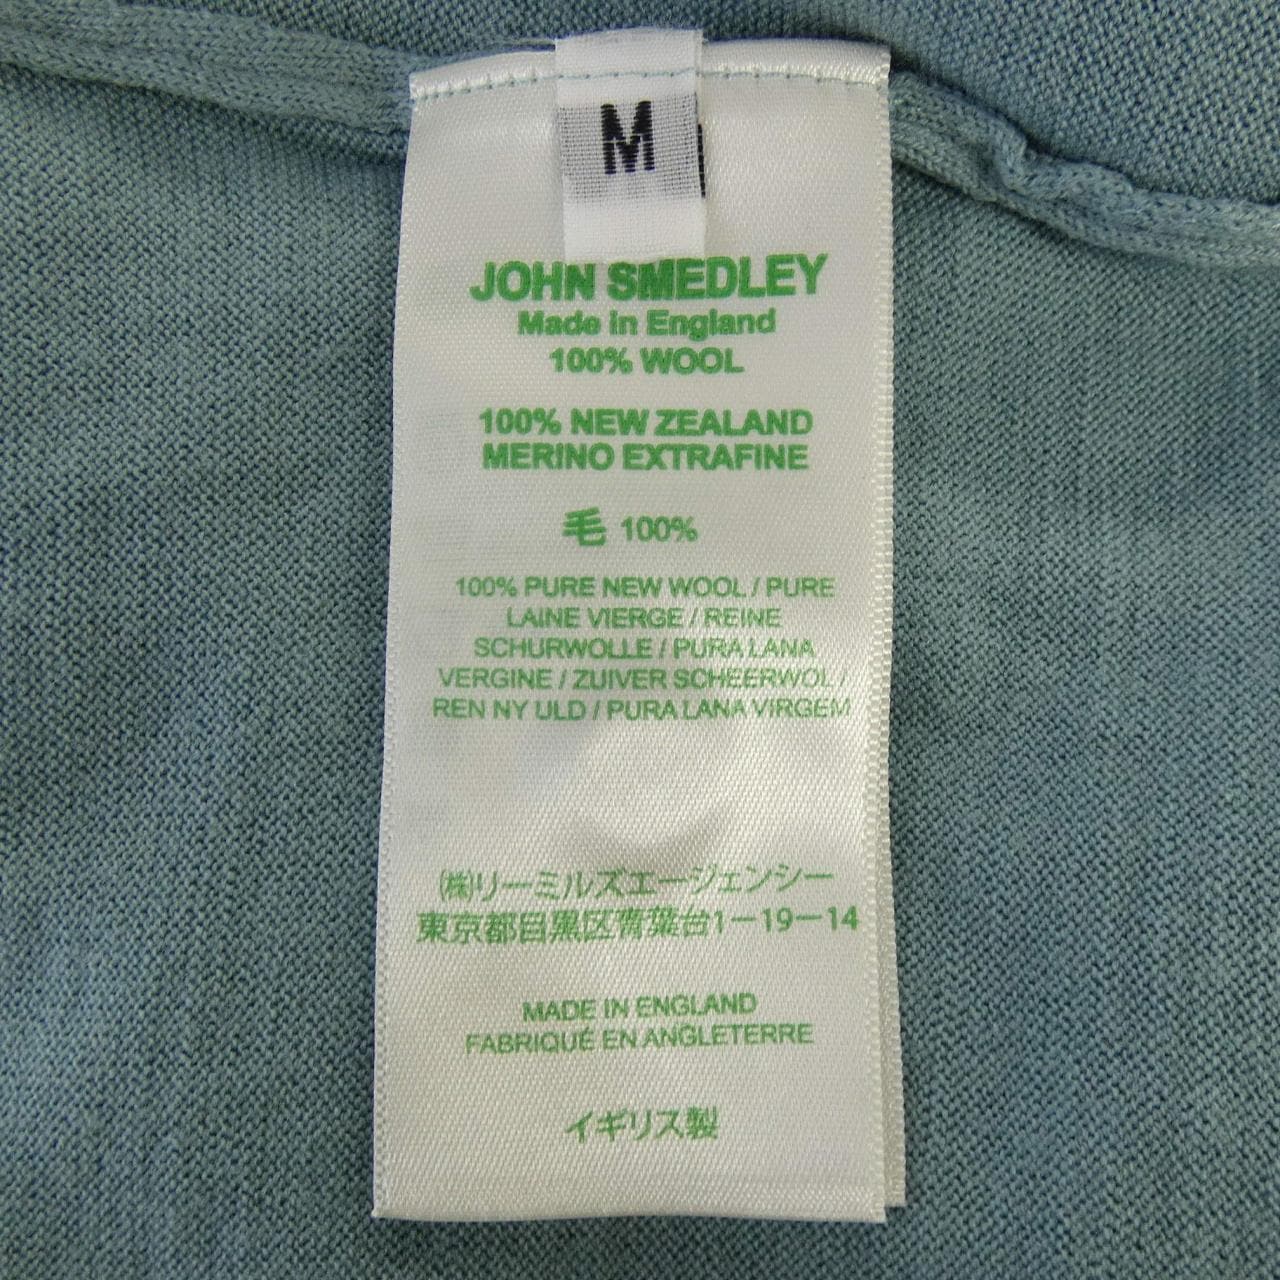 M
JOHN SMEDLEY
Made in England
100% WOOL
100% NEW ZEALAND
MERINO EXTRAFINE
毛 100%
100% PURE NEW WOOL / PURE
LAINE VIERGE / REINE
SCHURWOLLE / PURA LANA
VERGINE / ZUIVER SCHEERWOL /
REN NY ULD / PURA LANA VIRGEM
(株)リーミルズエージェンシー
東京都目黒区青葉台1-19-14
MADE IN ENGLAND
FABRIQUÉ EN ANGLETERRE
イギリス製